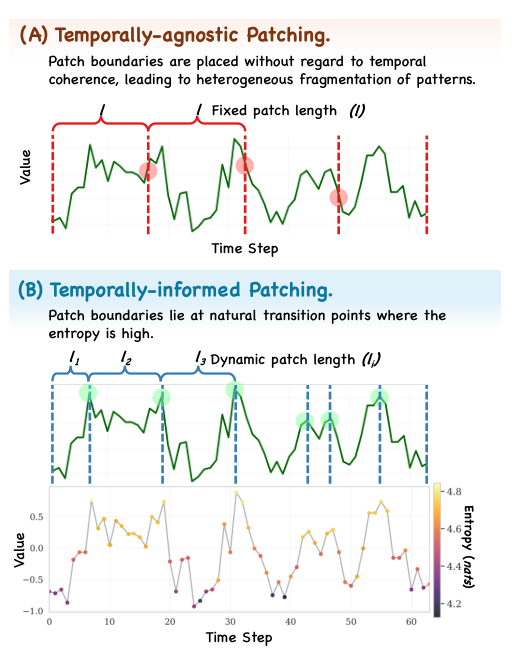 (A) Temporally-agnostic Patching.
Patch boundaries are placed without regard to temporal
coherence, leading to heterogeneous fragmentation of patterns.
l l Fixed patch length (l)
Value
Time Step
(B) Temporally-informed Patching.
Patch boundaries lie at natural transition points where the
entropy is high.
l1 l2 l3 Dynamic patch length (li)
Value
0.5
0.0
−0.5
−1.0
0 10 20 30 40 50 60
Time Step
4.8
4.6
4.4
4.2
Entropy (nats)